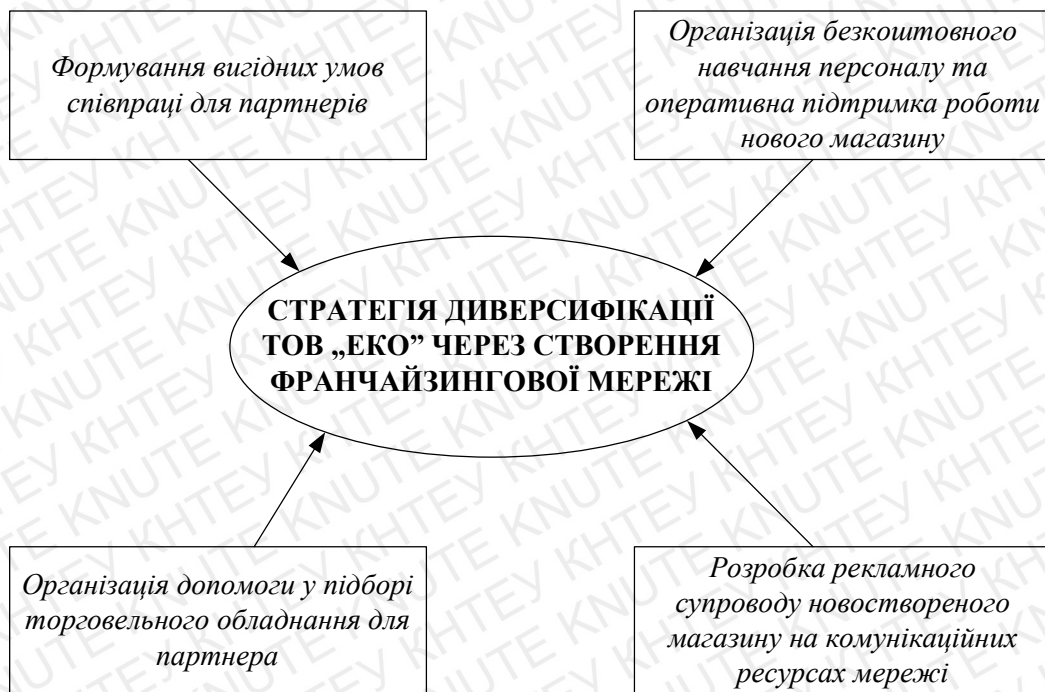 Формування вигідних умов
співпраці для партнерів
Організація безкоштовного
навчання персоналу та
оперативна підтримка роботи
нового магазину
СТРАТЕГІЯ ДИВЕРСИФІКАЦІЇ
ТОВ „ЕКО” ЧЕРЕЗ СТВОРЕННЯ
ФРАНЧАЙЗИНГОВОЇ МЕРЕЖІ
Організація допомоги у підборі
торговельного обладнання для
партнера
Розробка рекламного
супроводу новоствореного
магазину на комунікаційних
ресурсах мережі